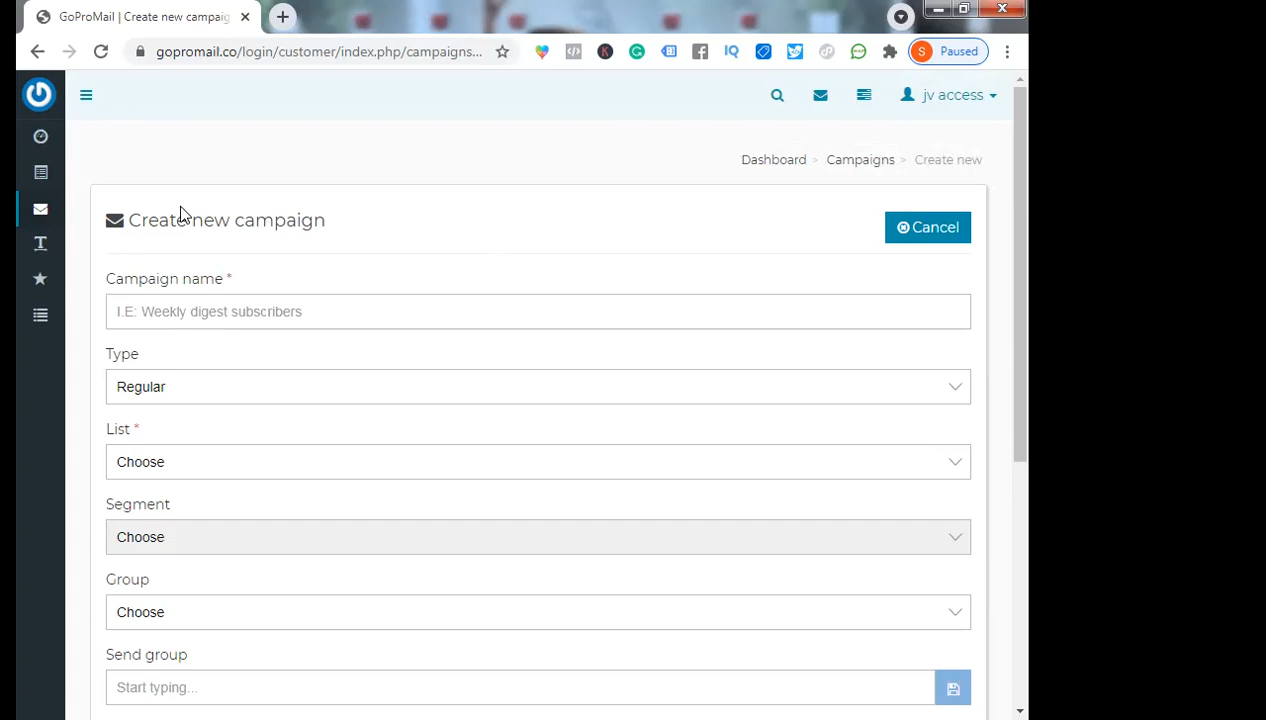 GoProMail | Create new campaig
gopromail.co/login/customer/index.php/campaigns...
S Paused
jv access
Dashboard > Campaigns > Create new
Create new campaign
Cancel
Campaign name *
I.E: Weekly digest subscribers
Type
Regular
List *
Choose
Segment
Choose
Group
Choose
Send group
Start typing...